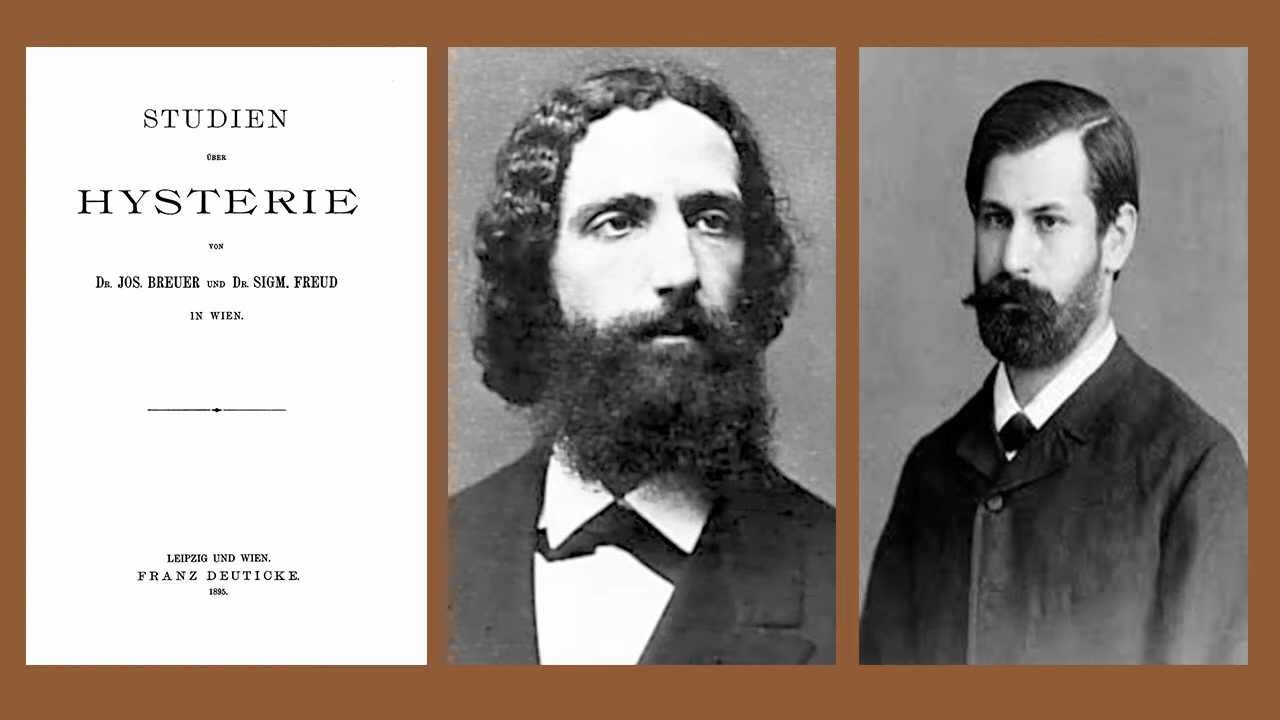 STUDIEN
ÜBER
HYSTERIE
VON
DR. JOS. BREUER UND DR. SIGM. FREUD
IN WIEN.
LEIPZIG UND WIEN.
FRANZ DEUTICKE.
1895.